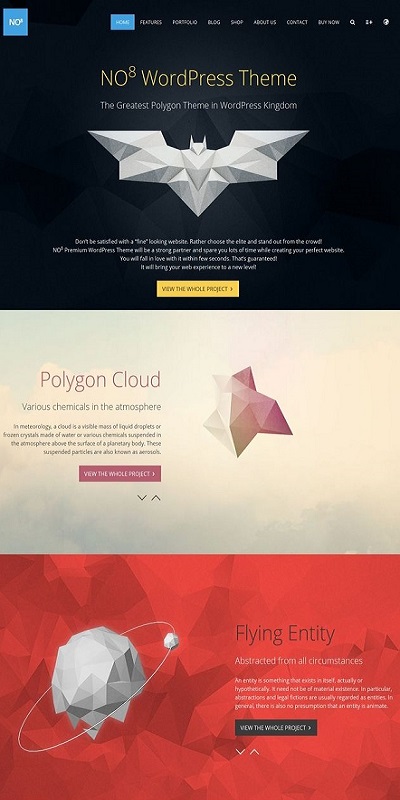 NO⁸
HOME FEATURES PORTFOLIO BLOG SHOP ABOUT US CONTACT BUY NOW
NO⁸ WordPress Theme
The Greatest Polygon Theme in WordPress Kingdom
Don't be satisfied with a "fine" looking website. Rather choose the elite and stand out from the crowd!
NO⁸ Premium WordPress Theme will be a strong partner and spare you lots of time while creating your perfect website.
You will fall in love with it within few seconds. That's guaranteed!
It will bring your web experience to a new level!
VIEW THE WHOLE PROJECT
Polygon Cloud
Various chemicals in the atmosphere
In meteorology, a cloud is a visible mass of liquid droplets or
frozen crystals made of water or various chemicals suspended in
the atmosphere above the surface of a planetary body. These
suspended particles are also known as aerosols.
VIEW THE WHOLE PROJECT
Flying Entity
Abstracted from all circumstances
An entity is something that exists in itself, actually or
hypothetically. It need not be of material existence. In particular,
abstractions and legal fictions are usually regarded as entities. In
general, there is also no presumption that an entity is animate.
VIEW THE WHOLE PROJECT